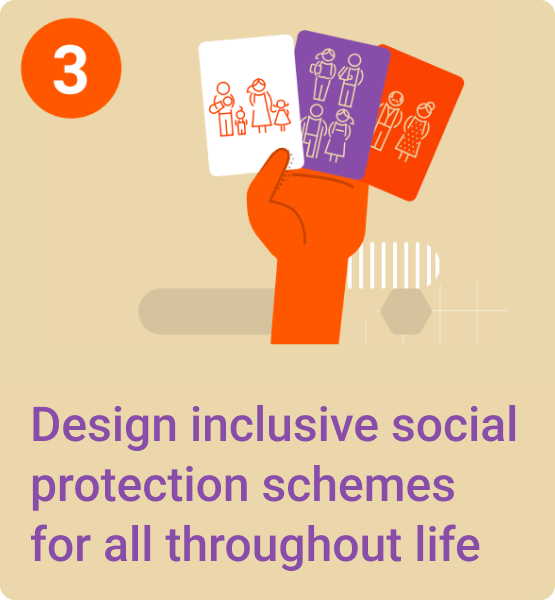 3
Design inclusive social
protection schemes
for all throughout life